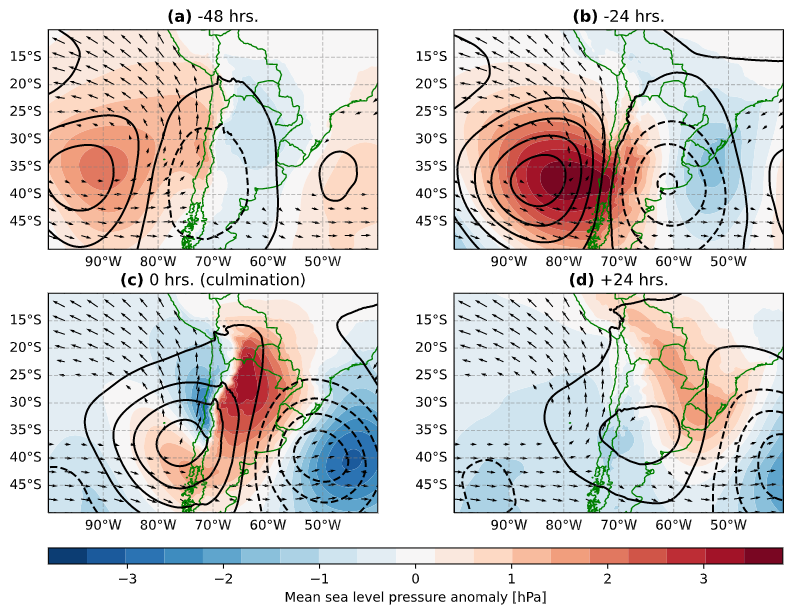 (a) -48 hrs.
(b) -24 hrs.
15°S
20°S
25°S
30°S
35°S
40°S
45°S
90°W 80°W 70°W 60°W 50°W
15°S
20°S
25°S
30°S
35°S
40°S
45°S
90°W 80°W 70°W 60°W 50°W
(c) 0 hrs. (culmination)
(d) +24 hrs.
15°S
20°S
25°S
30°S
35°S
40°S
45°S
90°W 80°W 70°W 60°W 50°W
15°S
20°S
25°S
30°S
35°S
40°S
45°S
90°W 80°W 70°W 60°W 50°W
−3 −2 −1 0 1 2 3
Mean sea level pressure anomaly [hPa]